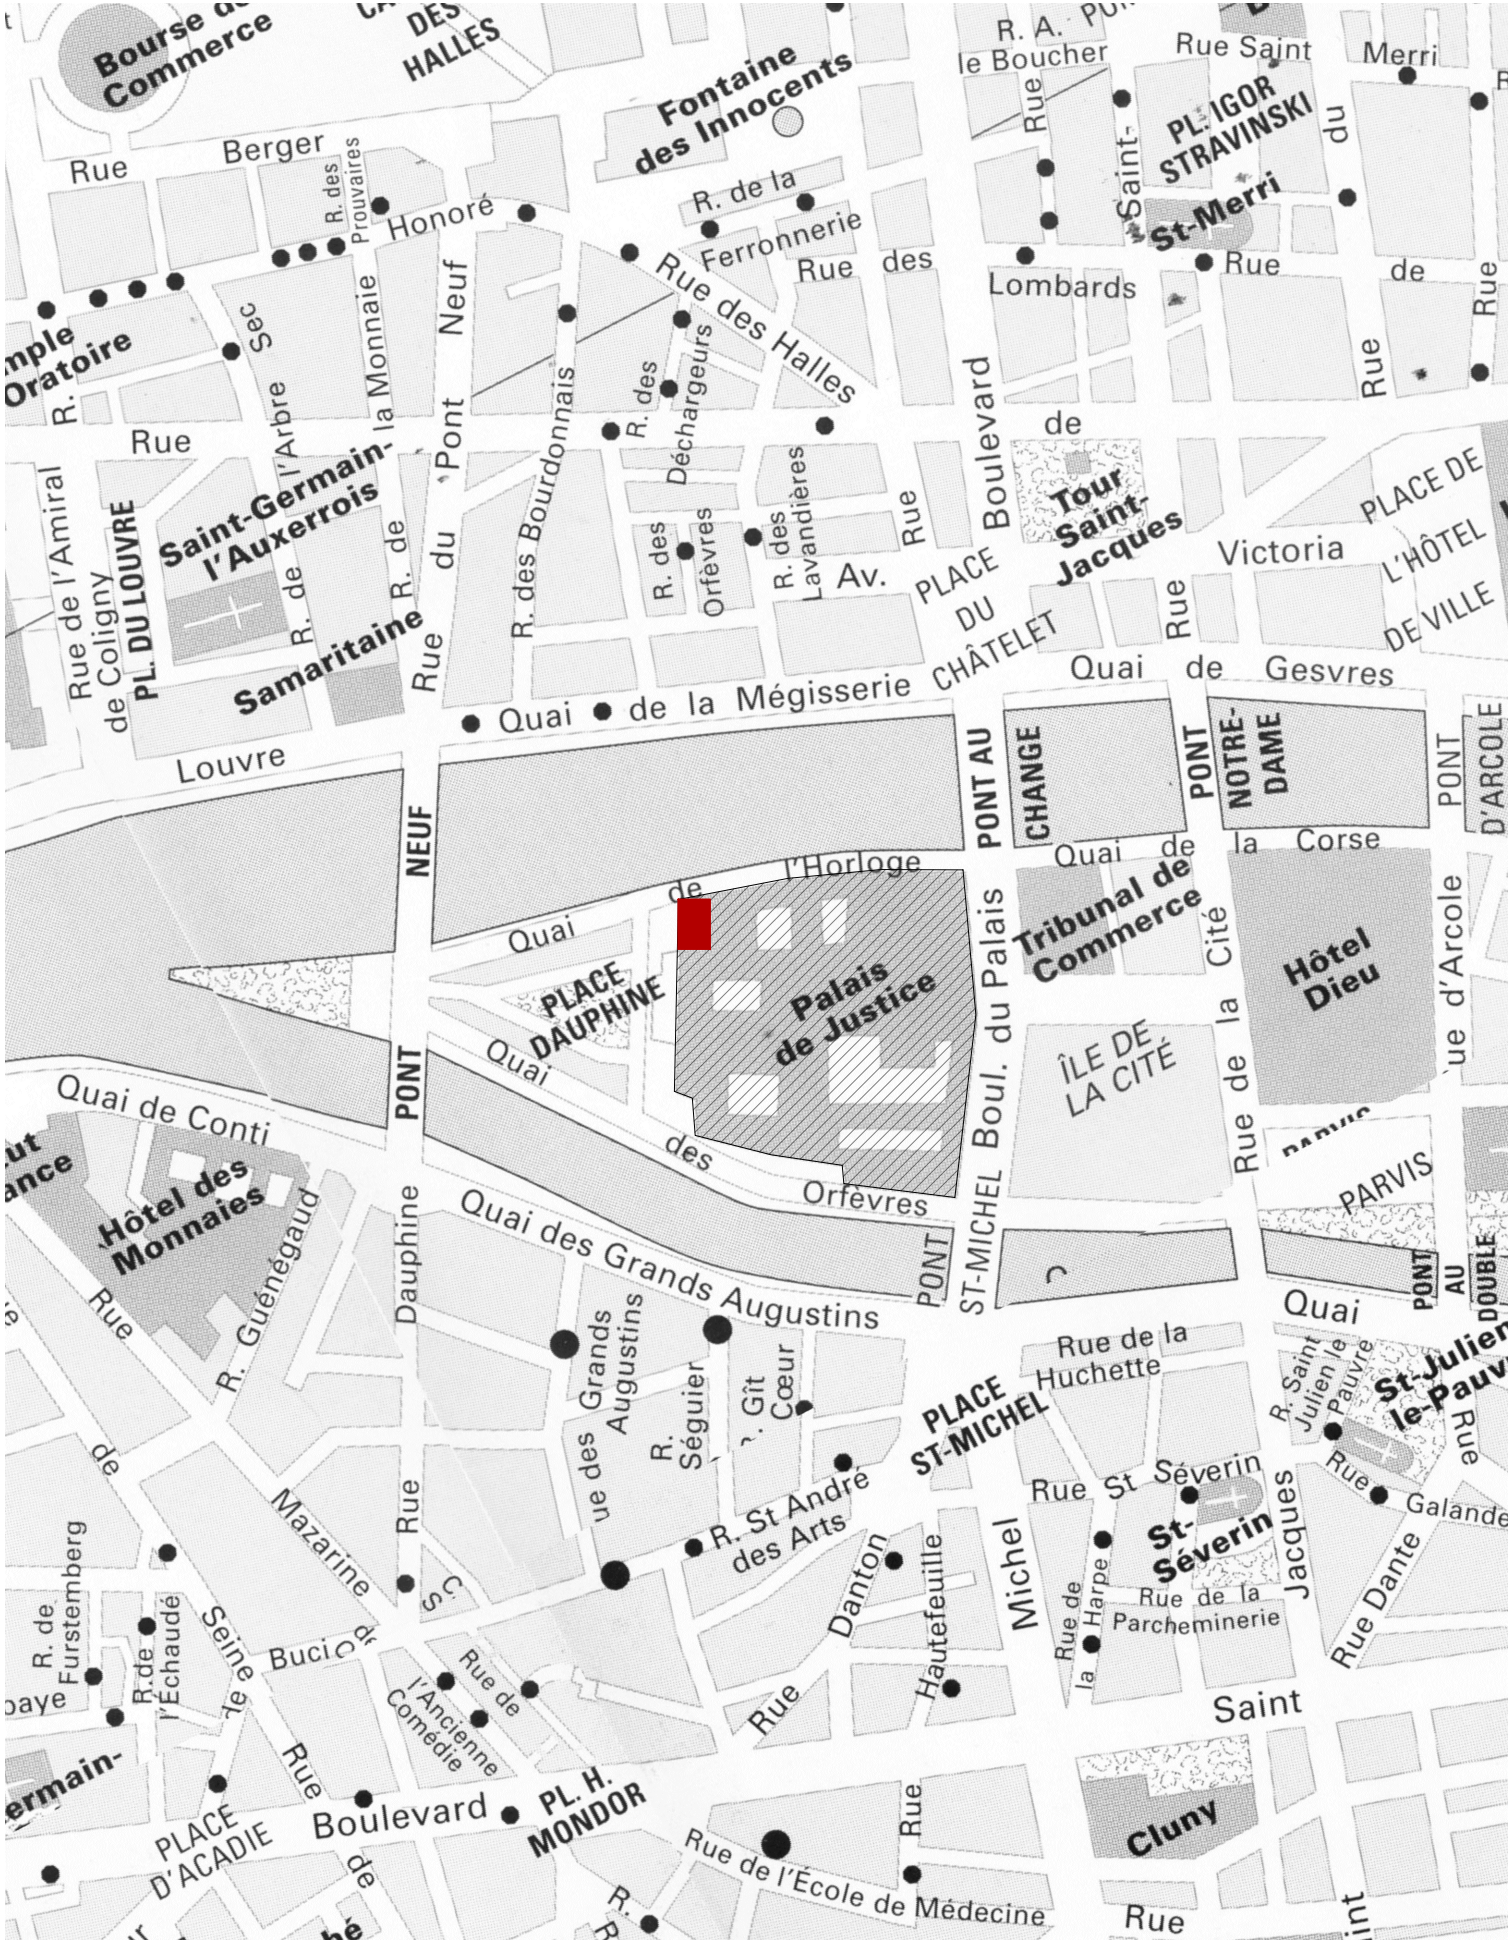 Bourse de
Commerce
DES
HALLES
Fontaine
des Innocents
R. A.
le Boucher
Rue Saint
Merri
PL. IGOR
STRAVINSKI
Rue
Saint-
du
St-Merri
Rue
Berger
R. des
Prouvaires
Honoré
R. de la
Ferronnerie
Rue des
Lombards
Rue
de
Rue
Rue des Halles
Oratoire
R.
Sec
l'Arbre
de
R.
la Monnaie
R. de
Neuf
Pont
du
Rue
R. des Bourdonnais
R. des
Déchargeurs
Boulevard
de
Rue
Rue
Rue de l'Amiral
de Coligny
PL. DU LOUVRE
Saint-Germain-
l'Auxerrois
Samaritaine
R. des
Orfèvres
R. des
Lavandières
Av.
Rue
PLACE
DU
CHÂTELET
Tour
Saint-
Jacques
Victoria
Rue
PLACE DE
L'HÔTEL
DE VILLE
Quai de la Mégisserie
Quai de Gesvres
Louvre
NEUF
PONT AU
CHANGE
PONT
NOTRE-
DAME
PONT
D'ARCOLE
Quai de l'Horloge
Quai de la Corse
PLACE
DAUPHINE
Palais
de Justice
Boul. du Palais
Tribunal de
Commerce
Rue de la Cité
Hôtel
Dieu
ue d'Arcole
ÎLE DE
LA CITÉ
Quai des Orfèvres
PONT
Quai de Conti
PARVIS
PARVIS
Hôtel des
Monnaies
R. Guénégaud
Rue Dauphine
Quai des Grands Augustins
PONT
ST-MICHEL
PONT
AU
DOUBLE
Quai
Rue de la
Huchette
R. Saint
Julien le
Pauvre
St-Julien
le-Pauv
Rue
Rue
de
Seine
Mazarine
ue des Grands
Augustins
R.
Séguier
Gît
Cœur
PLACE
ST-MICHEL
Rue St Séverin
Rue
Galande
R. St André
des Arts
Danton
Rue
Hautefeuille
Michel
St-
Séverin
Jacques
Rue de
la Harpe
Rue de la
Parcheminerie
Rue Dante
R. de
Furstemberg
R. de
l'Échaudé
Buci
de
l'Ancienne
Comédie
Rue de
baye
ermain-
Rue
de
Saint
PLACE
D'ACADIE
Boulevard
PL. H.
MONDOR
Cluny
Rue de l'École de Médecine
Rue
R.
R
Rue